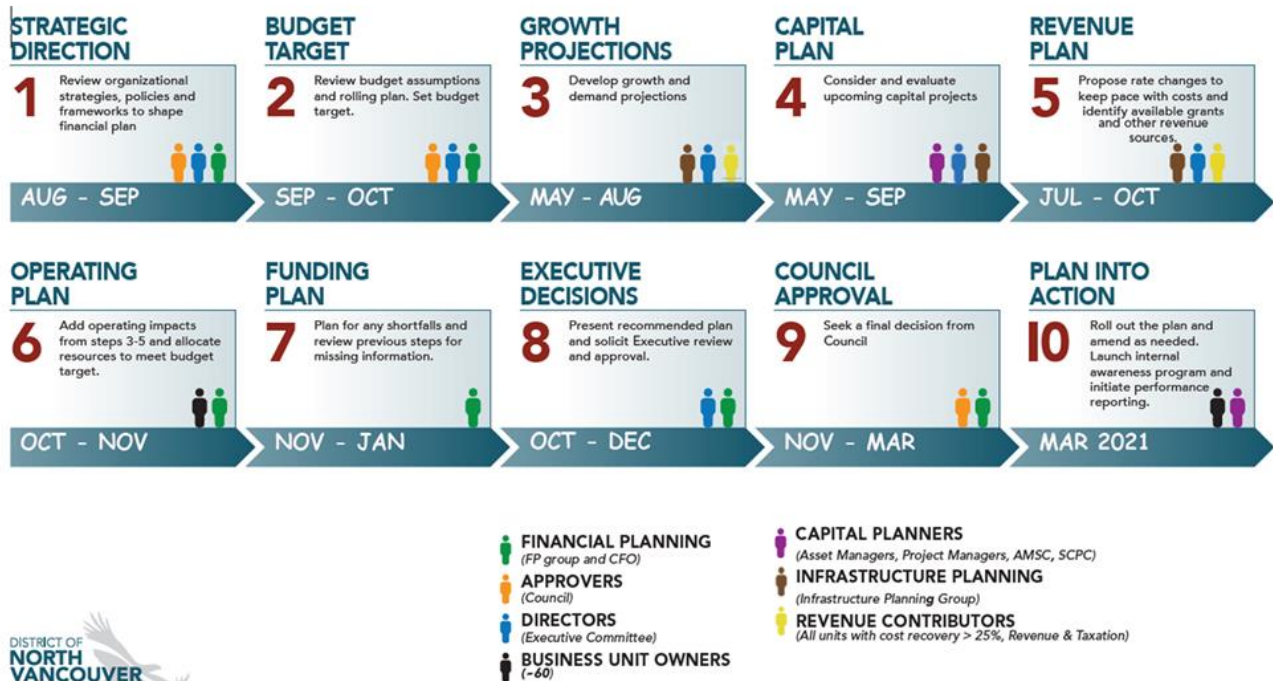 STRATEGIC
DIRECTION
1
Review organizational
strategies, policies and
frameworks to shape
financial plan
AUG - SEP
BUDGET
TARGET
2
Review budget assumptions
and rolling plan. Set budget
target.
SEP - OCT
GROWTH
PROJECTIONS
3
Develop growth and
demand projections
MAY - AUG
CAPITAL
PLAN
4
Consider and evaluate
upcoming capital projects
MAY - SEP
REVENUE
PLAN
5
Propose rate changes to
keep pace with costs and
identify available grants
and other revenue
sources.
JUL - OCT
OPERATING
PLAN
6
Add operating impacts
from steps 3-5 and allocate
resources to meet budget
target.
OCT - NOV
FUNDING
PLAN
7
Plan for any shortfalls and
review previous steps for
missing information.
NOV - JAN
EXECUTIVE
DECISIONS
8
Present recommended plan
and solicit Executive review
and approval.
OCT - DEC
COUNCIL
APPROVAL
9
Seek a final decision from
Council
NOV - MAR
PLAN INTO
ACTION
10
Roll out the plan and
amend as needed.
Launch internal
awareness program and
initiate performance
reporting.
MAR 2021
FINANCIAL PLANNING
(FP group and CFO)
APPROVERS
(Council)
DIRECTORS
(Executive Committee)
BUSINESS UNIT OWNERS
(~60)
CAPITAL PLANNERS
(Asset Managers, Project Managers, AMSC, SCPC)
INFRASTRUCTURE PLANNING
(Infrastructure Planning Group)
REVENUE CONTRIBUTORS
(All units with cost recovery > 25%, Revenue & Taxation)
DISTRICT OF
NORTH
VANCOUVER